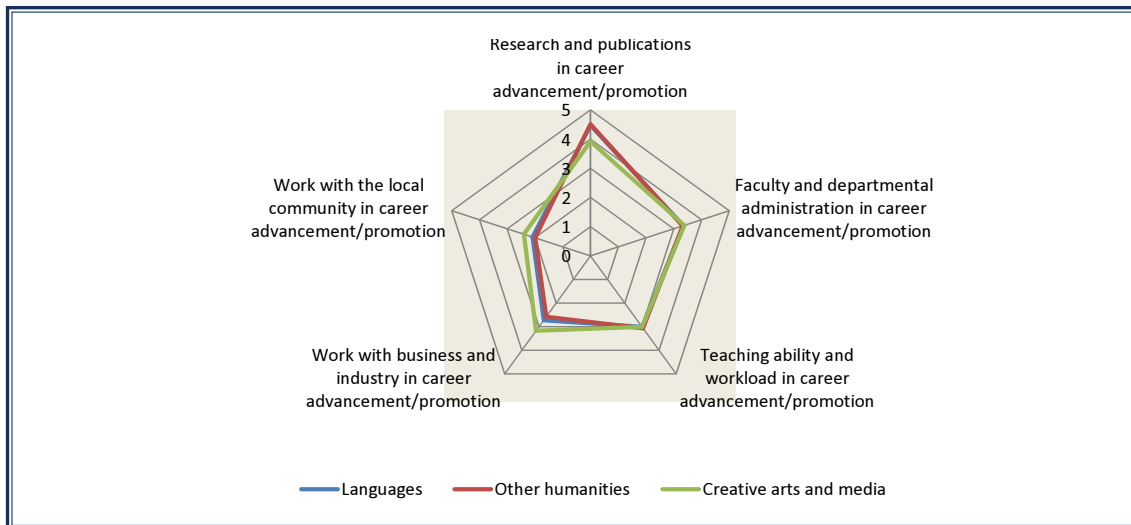 Research and publications
in career
advancement/promotion
5
4
3
2
1
0
Faculty and departmental
administration in career
advancement/promotion
Teaching ability and
workload in career
advancement/promotion
Work with business and
industry in career
advancement/promotion
Work with the local
community in career
advancement/promotion
Languages
Other humanities
Creative arts and media